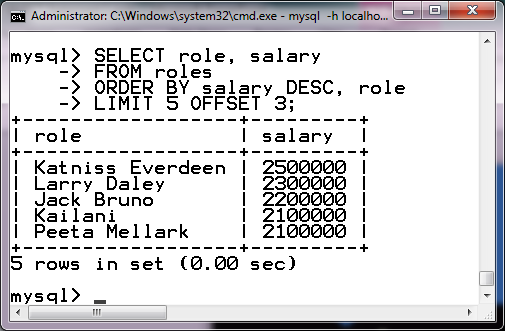 Administrator: C:\Windows\system32\cmd.exe - mysql -h localho...
mysql> SELECT role, salary
    -> FROM roles
    -> ORDER BY salary DESC, role
    -> LIMIT 5 OFFSET 3;
+------------------+---------+
| role             | salary  |
+------------------+---------+
| Katniss Everdeen | 2500000 |
| Larry Daley      | 2300000 |
| Jack Bruno       | 2200000 |
| Kailani          | 2100000 |
| Peeta Mellark    | 2100000 |
+------------------+---------+
5 rows in set (0.00 sec)
mysql> _